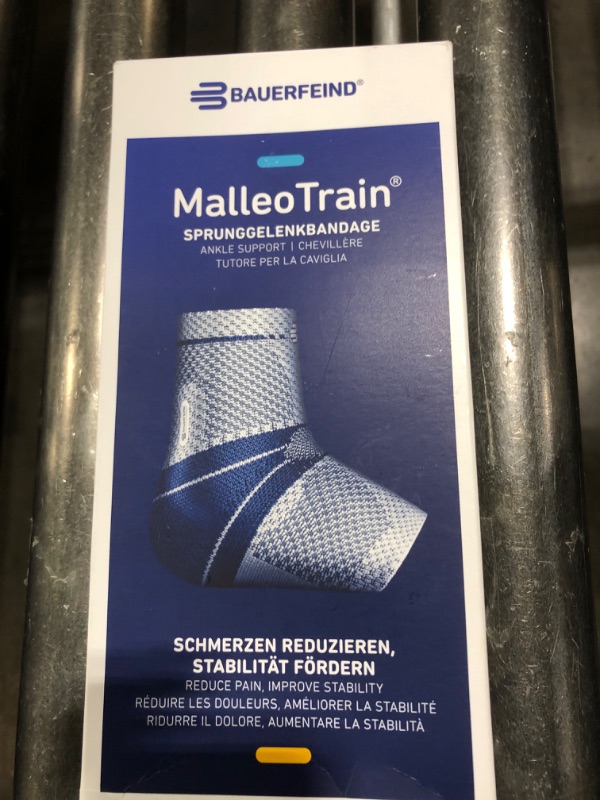 BAUERFEIND®
MalleoTrain®
SPRUNGGELENKBANDAGE
ANKLE SUPPORT | CHEVILLÈRE
TUTORE PER LA CAVIGLIA
SCHMERZEN REDUZIEREN,
STABILITÄT FÖRDERN
REDUCE PAIN, IMPROVE STABILITY
RÉDUIRE LES DOULEURS, AMÉLIORER LA STABILITÉ
RIDURRE IL DOLORE, AUMENTARE LA STABILITÀ